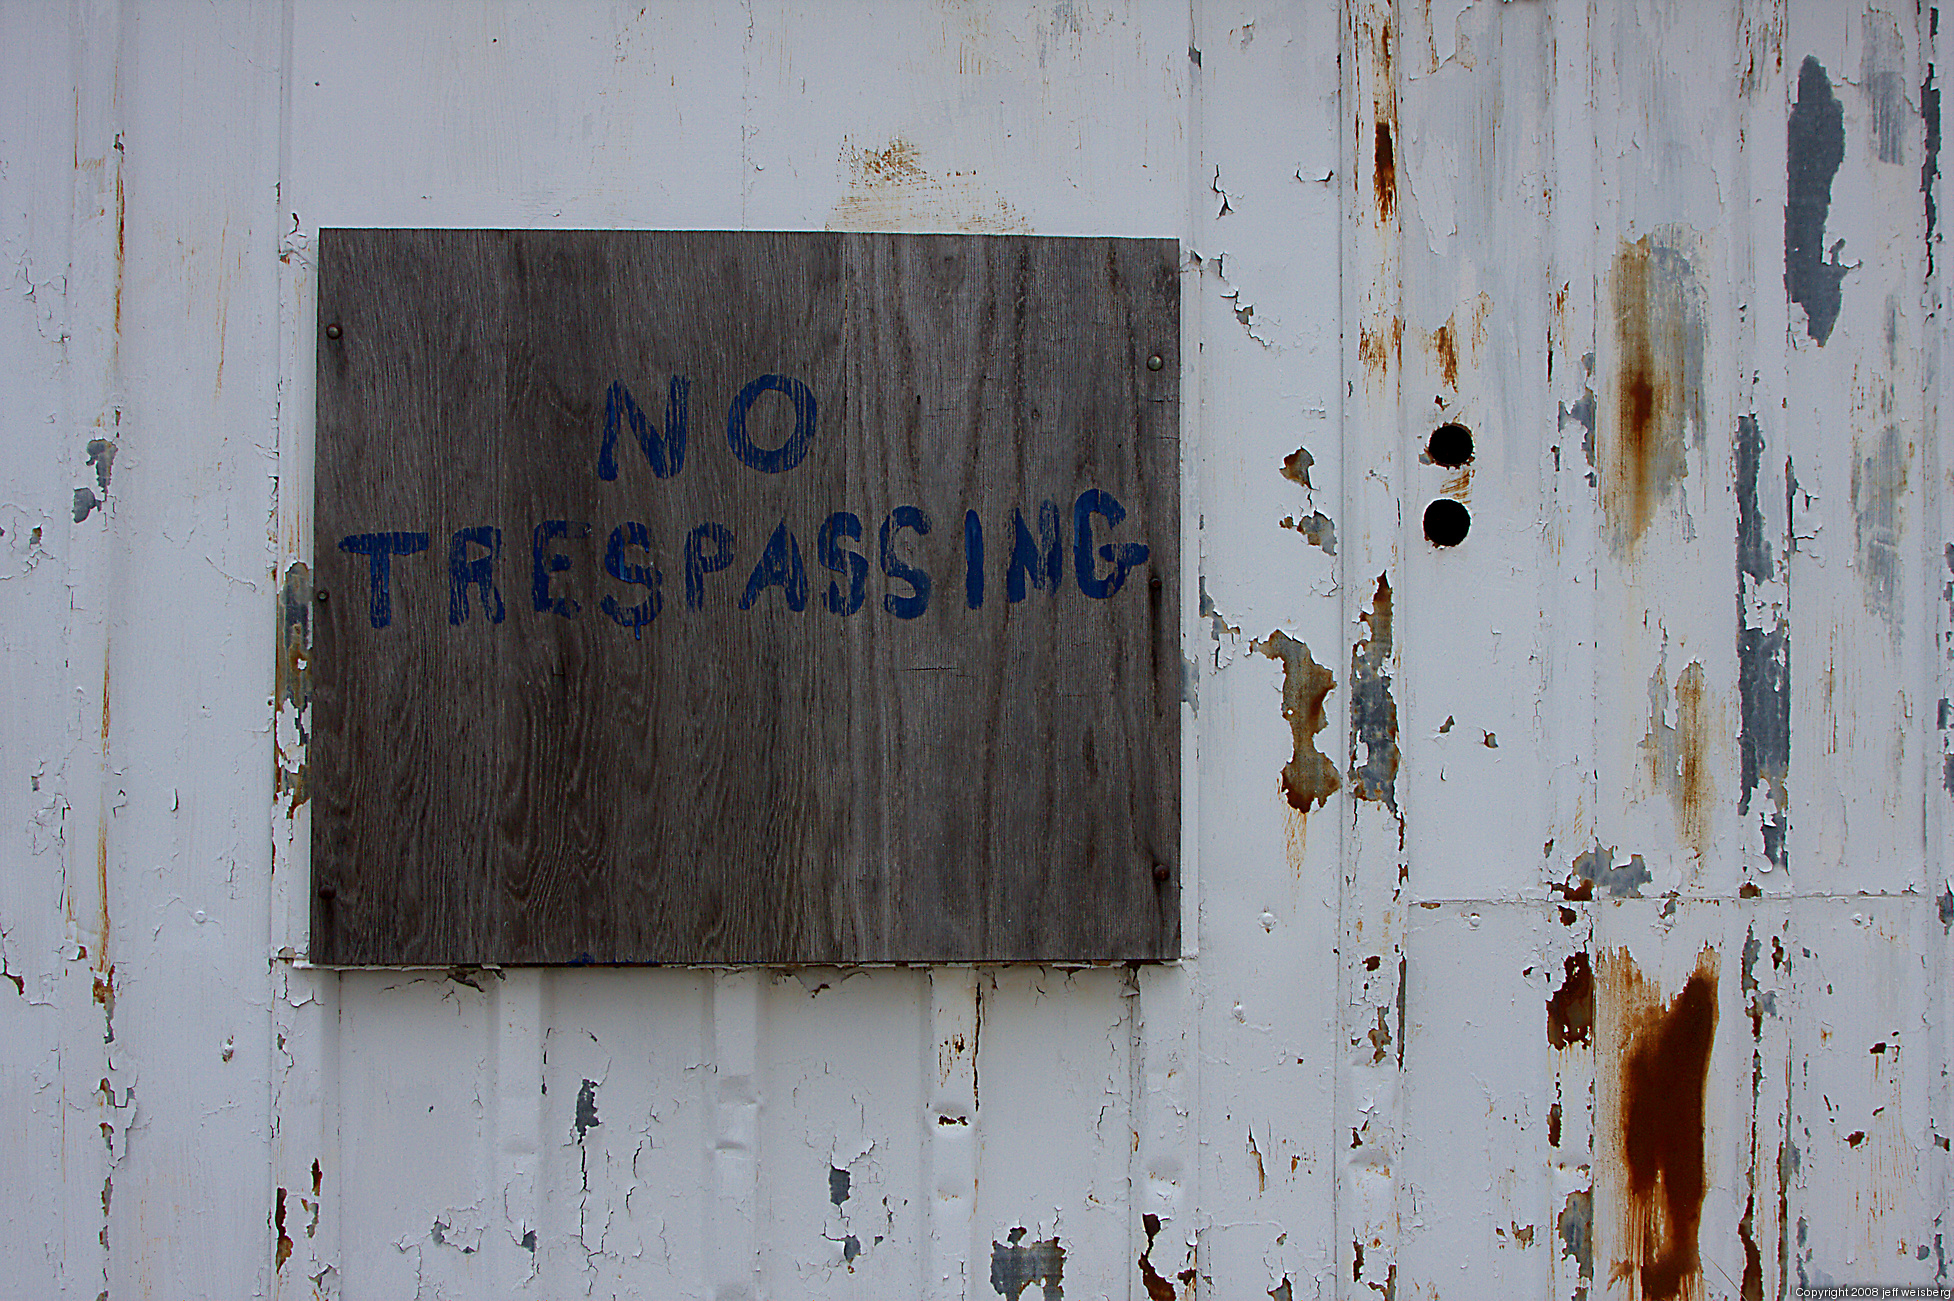 NO
TRESPASSING
Copyright 2008 jeff weisberg